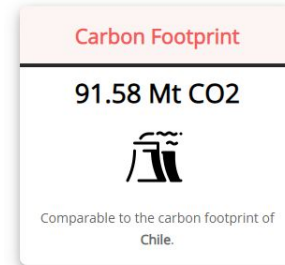 Carbon Footprint
91.58 Mt CO2
Comparable to the carbon footprint of
Chile.